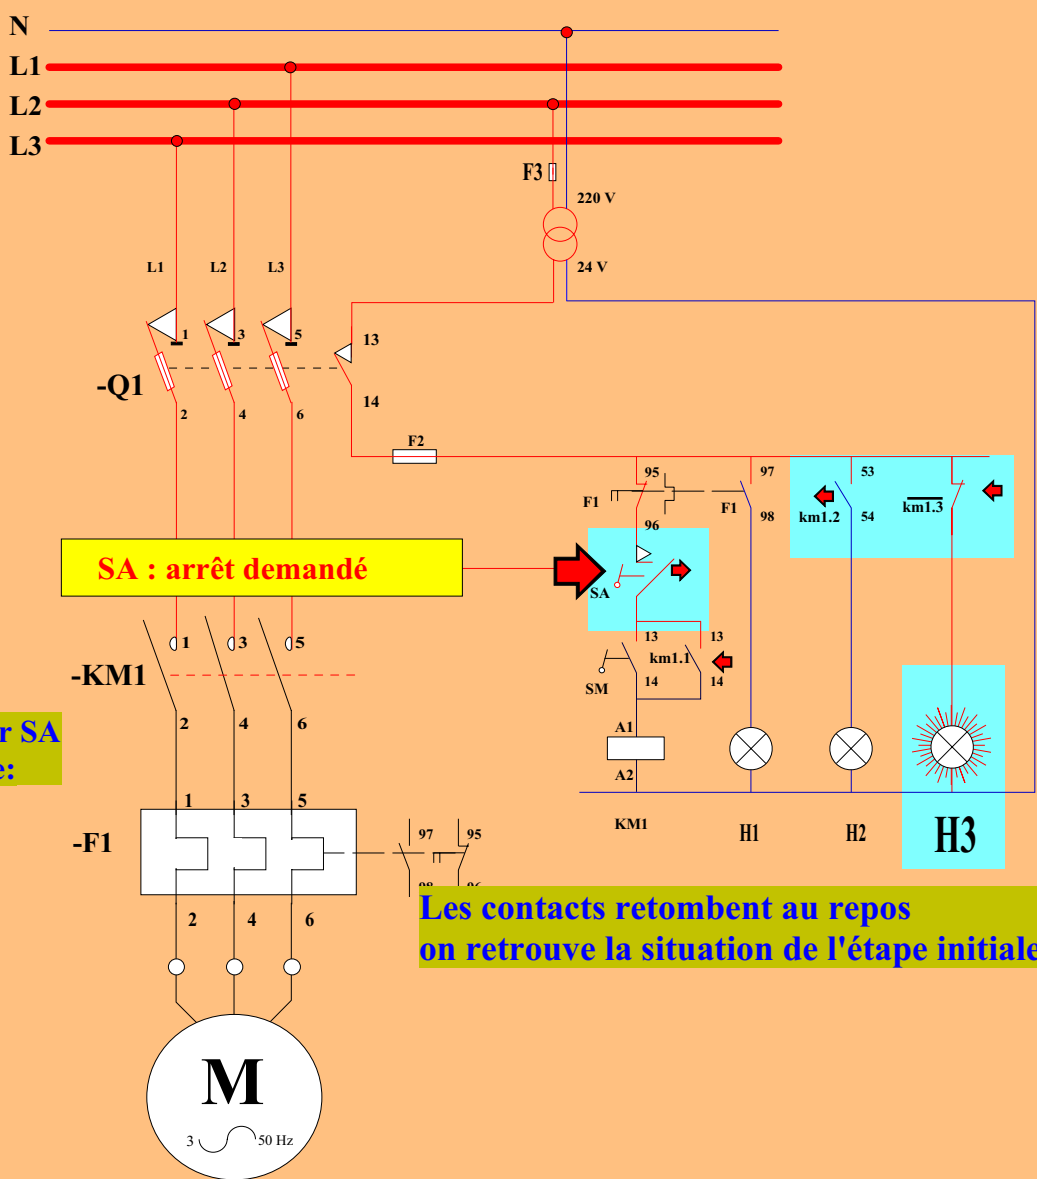 N
L1
L2
L3
F3
220 V
24 V
L1 L2 L3
1 3 5 13
-Q1
2 4 6 14
F2
95 97 53
F1 F1 km1.2 km1.3
96 98 54
SA : arrêt demandé
SA
1 3 5
13 13
km1.1
-KM1
SM 14 14
2 4 6
r SA
e:
A1
A2
KM1 H1 H2 H3
1 3 5
-F1
97 95
98 96
2 4 6
Les contacts retombent au repos
on retrouve la situation de l'étape initiale
M
3 50 Hz